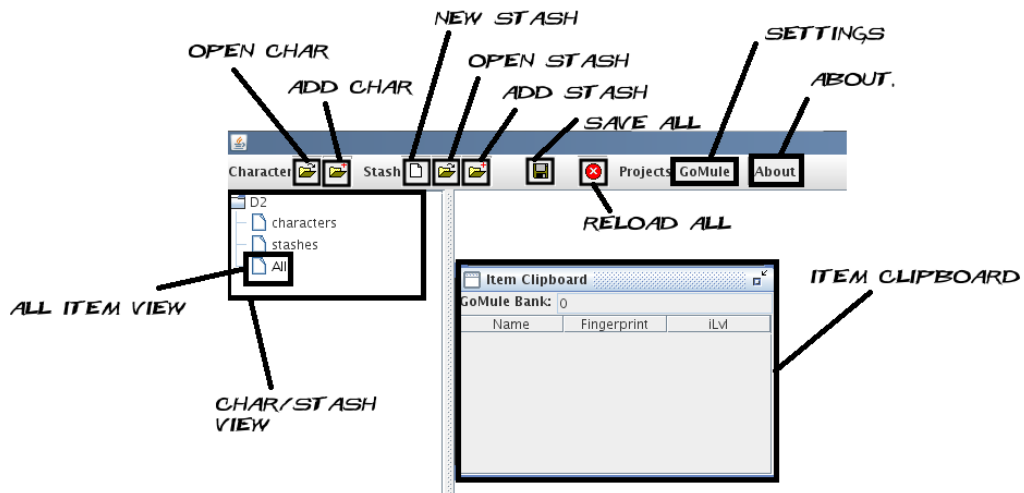 NEW STASH
SETTINGS
OPEN CHAR
OPEN STASH
ADD CHAR
ADD STASH
ABOUT.
SAVE ALL
Character Stash Projects GoMule About
RELOAD ALL
D2
characters
stashes
All
Item Clipboard
ITEM CLIPBOARD
GoMule Bank: 0
ALL ITEM VIEW
Name Fingerprint iLvl
CHAR/STASH
VIEW